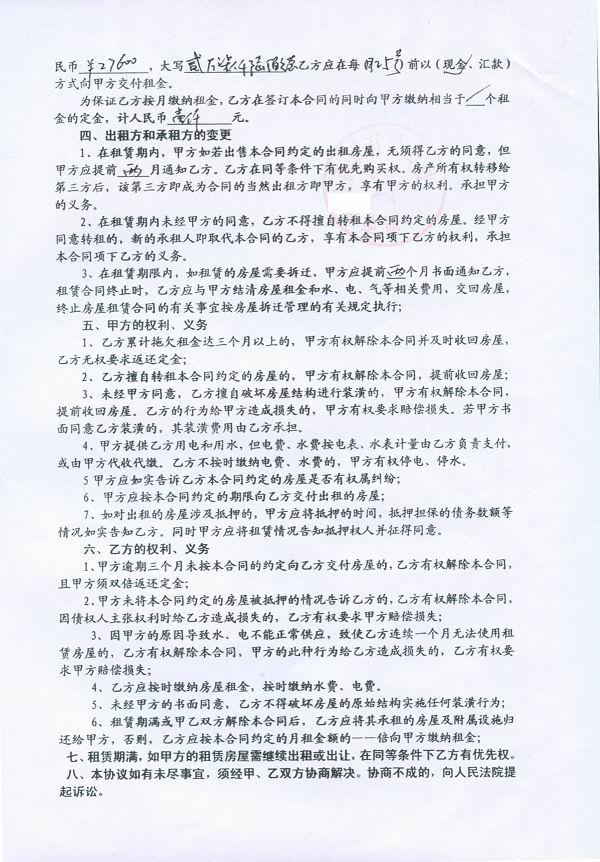 民币 ￥27600 ，大写 贰万柒仟陆佰元 乙方应在每 月25号 前以（现金、汇款）
方式向甲方交付租金。
为保证乙方按月缴纳租金，乙方在签订本合同的同时向甲方缴纳相当于 个租
金的定金，计人民币 壹仟 元。
四、出租方和承租方的变更
1、在租赁期内，甲方如若出售本合同约定的出租房屋，无须得乙方的同意，但
甲方应提前 两 月通知乙方。乙方在同等条件下有优先购买权。房产所有权转移给
第三方后，该第三方即成为合同的当然出租方即甲方，享有甲方的权利。承担甲方
的义务。
2、在租赁期内未经甲方的同意，乙方不得擅自转租本合同约定的房屋。经甲方
同意转租的，新的承租人即取代本合同的乙方，享有本合同项下乙方的权利，承担
本合同项下乙方的义务。
3、在租赁期限内，如租赁的房屋需要拆迁，甲方应提前 两 个月书面通知乙方，
租赁合同终止时，乙方应与甲方结清房屋租金和水、电、气等相关费用，交回房屋，
终止房屋租赁合同的有关事宜按房屋拆迁管理的有关规定执行；
五、甲方的权利、义务
1、乙方累计拖欠租金达三个月以上的，甲方有权解除本合同并及时收回房屋，
乙方无权要求返还定金；
2、乙方擅自转租本合同约定的房屋的，甲方有权解除本合同，提前收回房屋；
3、未经甲方同意，乙方擅自破坏房屋结构进行装潢的，甲方有权解除本合同，
提前收回房屋。乙方的行为给甲方造成损失的，甲方有权要求赔偿损失。若甲方书
面同意乙方装潢的，其装潢费用由乙方承担。
4、甲方提供乙方用电和用水，但电费、水费按电表、水表计量由乙方负责支付，
或由甲方代收代缴。乙方不按时缴纳电费、水费的，甲方有权停电、停水。
5 甲方应如实告诉乙方本合同约定的房屋是否有权属纠纷；
6、甲方应按本合同约定的期限向乙方交付出租的房屋；
7、如对出租的房屋涉及抵押的，甲方应将抵押的时间，抵押担保的债务数额等
情况如实告知乙方。同时甲方应将租赁情况告知抵押权人并征得同意。
六、乙方的权利、义务
1、甲方逾期三个月未按本合同的约定向乙方交付房屋的，乙方有权解除本合同，
且甲方须双倍返还定金；
2、甲方未将本合同约定的房屋被抵押的情况告诉乙方的，乙方有权解除本合同，
因债权人主张权利时给乙方造成损失的，乙方有权要求甲方赔偿损失；
3、因甲方的原因导致水、电不能正常供应，致使乙方连续一个月无法使用租
赁房屋的，乙方有权解除本合同，甲方的此种行为给乙方造成损失的，乙方有权要
求甲方赔偿损失；
4、乙方应按时缴纳房屋租金，按时缴纳水费、电费。
5、未经甲方的书面同意，乙方不得破坏房屋的原始结构实施任何装潢行为；
6、租赁期满或甲乙双方解除本合同后，乙方应将其承租的房屋及附属设施归
还给甲方，否则，乙方应按本合同约定的月租金额的一一倍向甲方缴纳租金；
七、租赁期满，如甲方的租赁房屋需继续出租或出让，在同等条件下乙方有优先权。
八、本协议如有未尽事宜，须经甲、乙双方协商解决。协商不成的，向人民法院提
起诉讼。